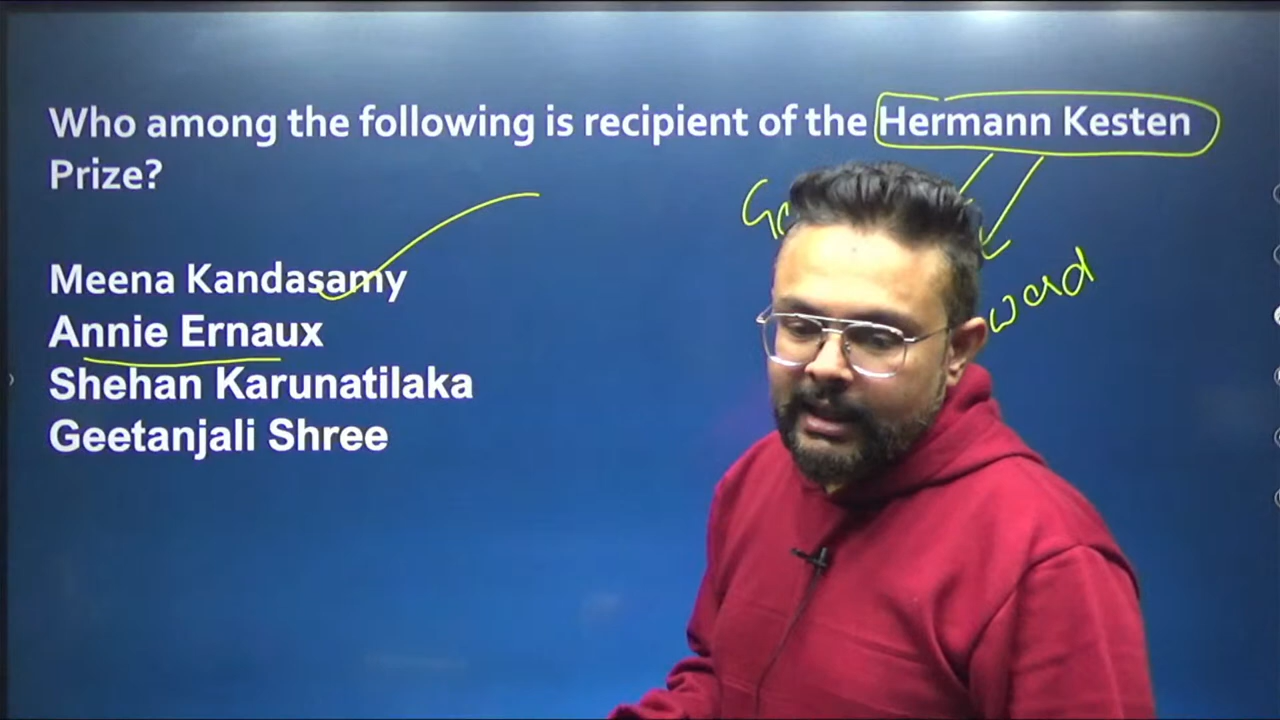 Who among the following is recipient of the Hermann Kesten
Prize?
Meena Kandasamy
Annie Ernaux
Shehan Karunatilaka
Geetanjali Shree